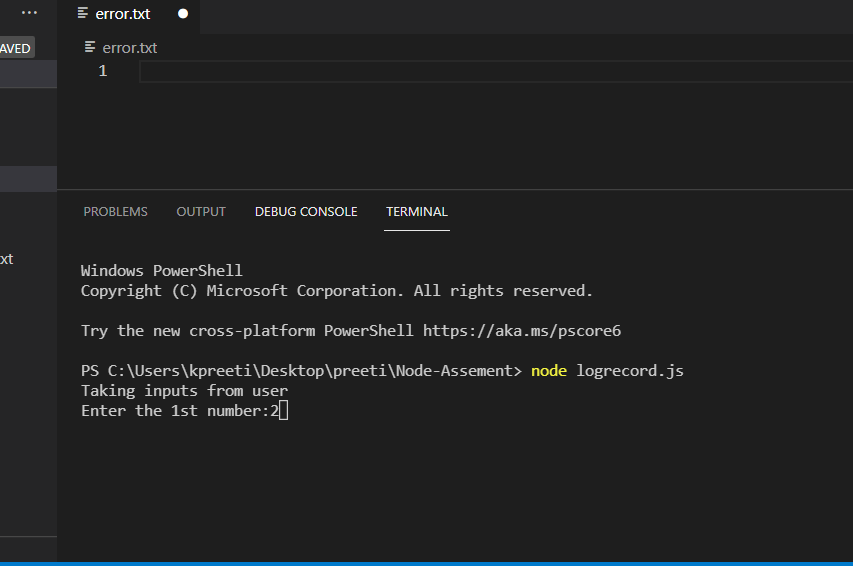 ···
error.txt
AVED
error.txt
1
PROBLEMS OUTPUT DEBUG CONSOLE TERMINAL
xt
Windows PowerShell
Copyright (C) Microsoft Corporation. All rights reserved.
Try the new cross-platform PowerShell https://aka.ms/pscore6
PS C:\Users\kpreeti\Desktop\preeti\Node-Assement> node logrecord.js
Taking inputs from user
Enter the 1st number:2